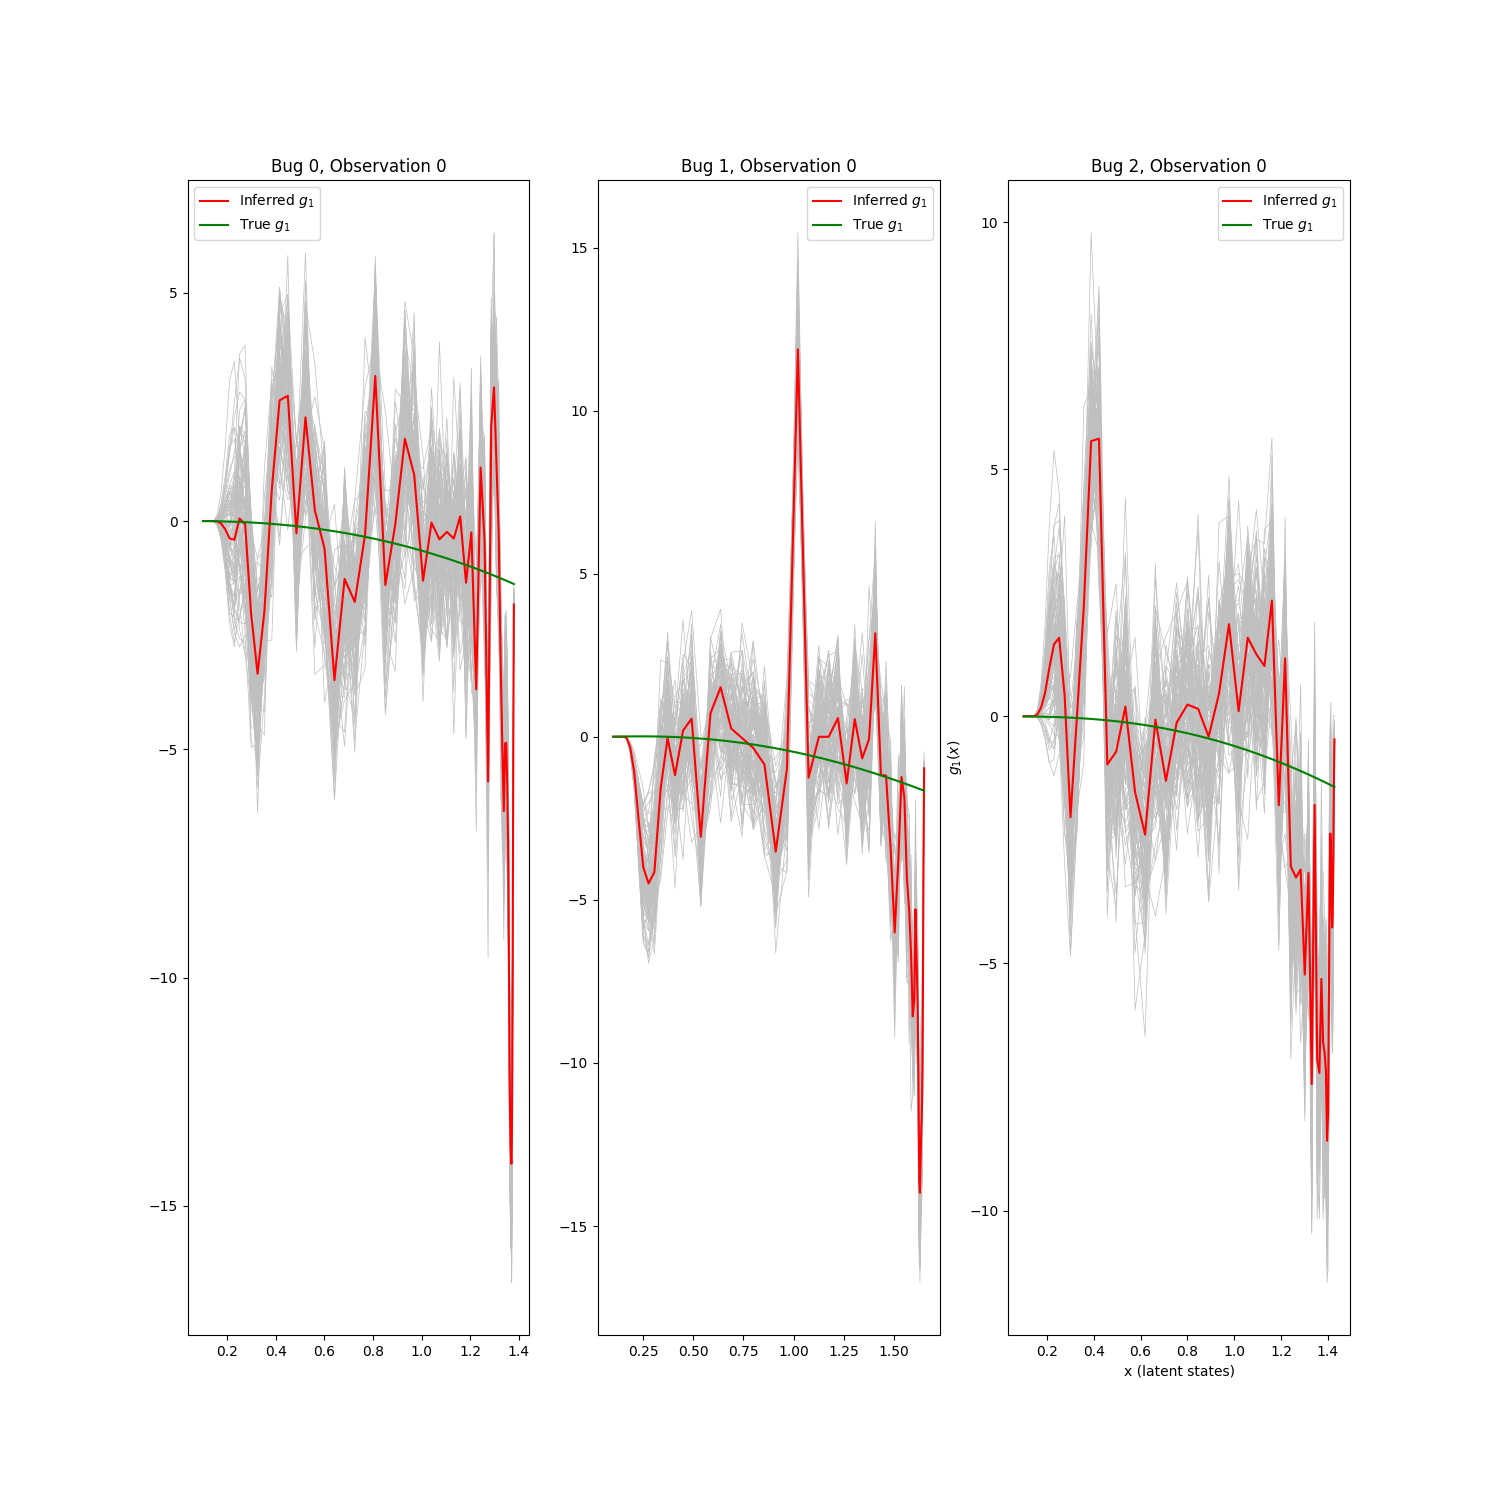 Bug 0, Observation 0
Inferred g₁
True g₁
5
0
−5
−10
−15
0.2 0.4 0.6 0.8 1.0 1.2 1.4
Bug 1, Observation 0
Inferred g₁
True g₁
15
10
5
0
−5
−10
−15
0.25 0.50 0.75 1.00 1.25 1.50
Bug 2, Observation 0
Inferred g₁
True g₁
10
5
0
−5
−10
g₁(x)
0.2 0.4 0.6 0.8 1.0 1.2 1.4
x (latent states)